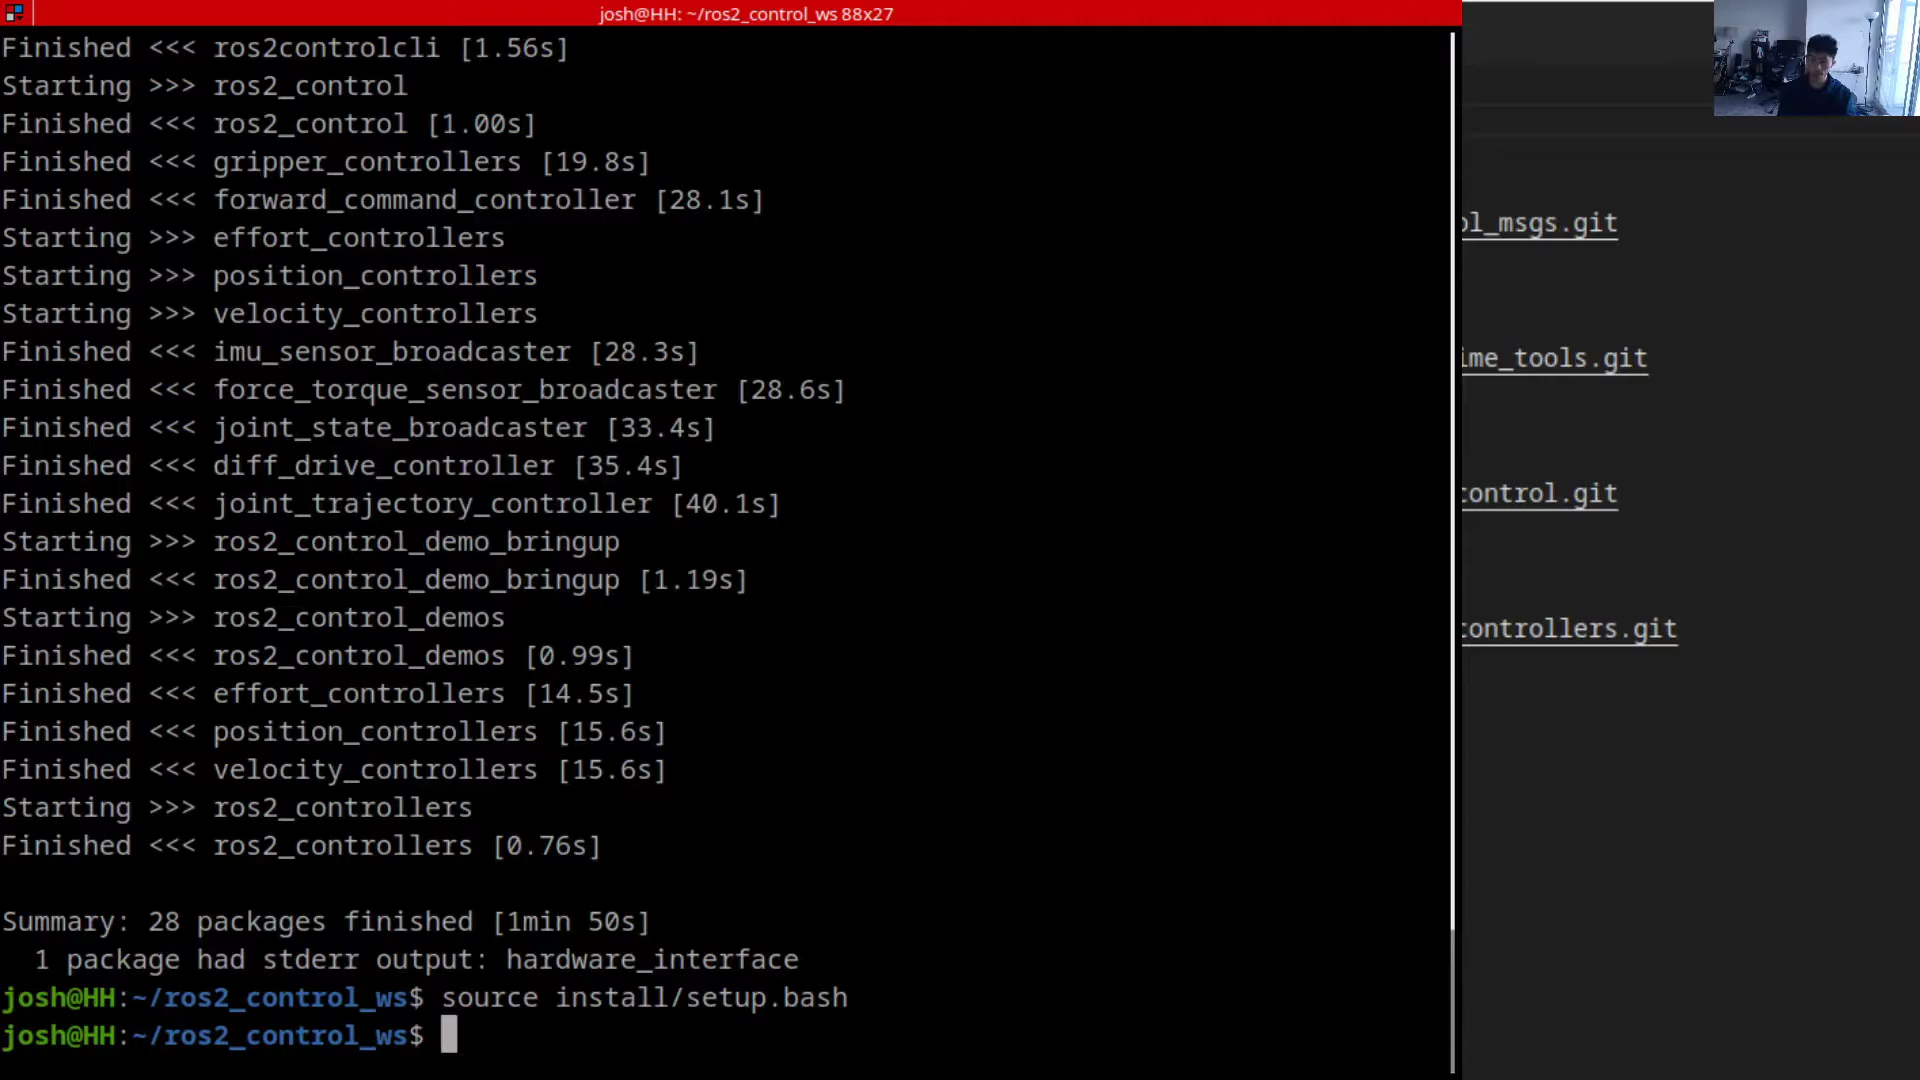 josh@HH: ~/ros2_control_ws 88x27
Finished <<< ros2controlcli [1.56s]
Starting >>> ros2_control
Finished <<< ros2_control [1.00s]
Finished <<< gripper_controllers [19.8s]
Finished <<< forward_command_controller [28.1s]
Starting >>> effort_controllers
Starting >>> position_controllers
Starting >>> velocity_controllers
Finished <<< imu_sensor_broadcaster [28.3s]
Finished <<< force_torque_sensor_broadcaster [28.6s]
Finished <<< joint_state_broadcaster [33.4s]
Finished <<< diff_drive_controller [35.4s]
Finished <<< joint_trajectory_controller [40.1s]
Starting >>> ros2_control_demo_bringup
Finished <<< ros2_control_demo_bringup [1.19s]
Starting >>> ros2_control_demos
Finished <<< ros2_control_demos [0.99s]
Finished <<< effort_controllers [14.5s]
Finished <<< position_controllers [15.6s]
Finished <<< velocity_controllers [15.6s]
Starting >>> ros2_controllers
Finished <<< ros2_controllers [0.76s]
Summary: 28 packages finished [1min 50s]
1 package had stderr output: hardware_interface
josh@HH:~/ros2_control_ws$ source install/setup.bash
josh@HH:~/ros2_control_ws$
ol_msgs.git
ime_tools.git
control.git
controllers.git